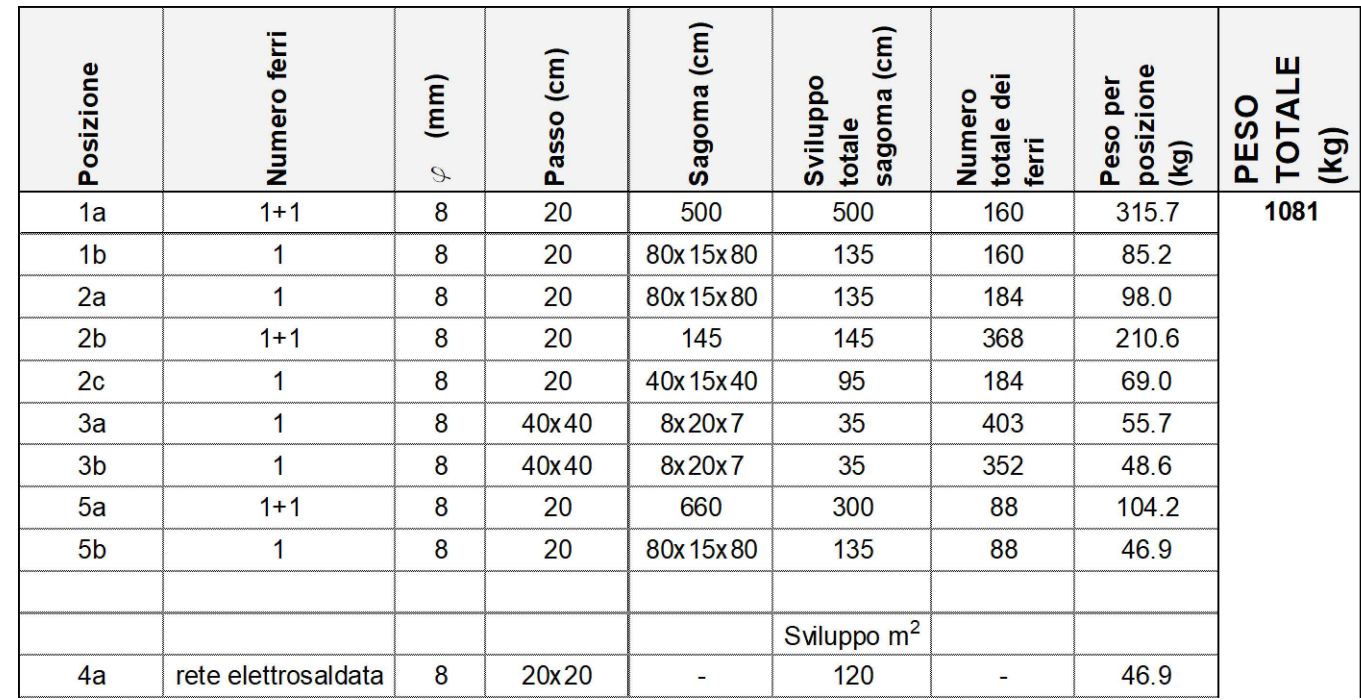 Posizione Numero ferri φ (mm) Passo (cm) Sagoma (cm) Sviluppo totale sagoma (cm) Numero totale dei ferri Peso per posizione (kg) PESO TOTALE (kg)
1a 1+1 8 20 500 500 160 315.7 1081
1b 1 8 20 80x15x80 135 160 85.2
2a 1 8 20 80x15x80 135 184 98.0
2b 1+1 8 20 145 145 368 210.6
2c 1 8 20 40x15x40 95 184 69.0
3a 1 8 40x40 8x20x7 35 403 55.7
3b 1 8 40x40 8x20x7 35 352 48.6
5a 1+1 8 20 660 300 88 104.2
5b 1 8 20 80x15x80 135 88 46.9
Sviluppo m²
4a rete elettrosaldata 8 20x20 - 120 - 46.9